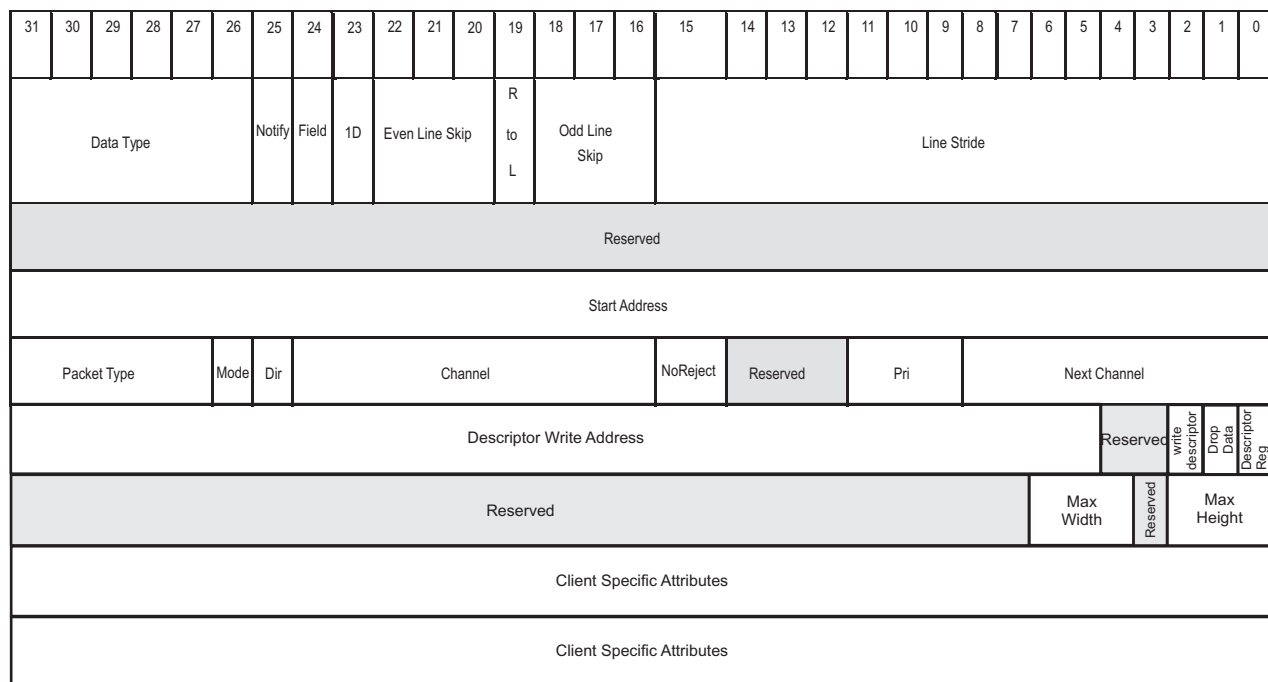 31 30 29 28 27 26 25 24 23 22 21 20 19 18 17 16 15 14 13 12 11 10 9 8 7 6 5 4 3 2 1 0
Data Type
Notify
Field
1D
Even Line Skip
R
to
L
Odd Line
Skip
Line Stride
Reserved
Start Address
Packet Type
Mode
Dir
Channel
NoReject
Reserved
Pri
Next Channel
Descriptor Write Address
Reserved
write
descriptor
Drop
Data
Descriptor
Reg
Reserved
Max
Width
Reserved
Max
Height
Client Specific Attributes
Client Specific Attributes